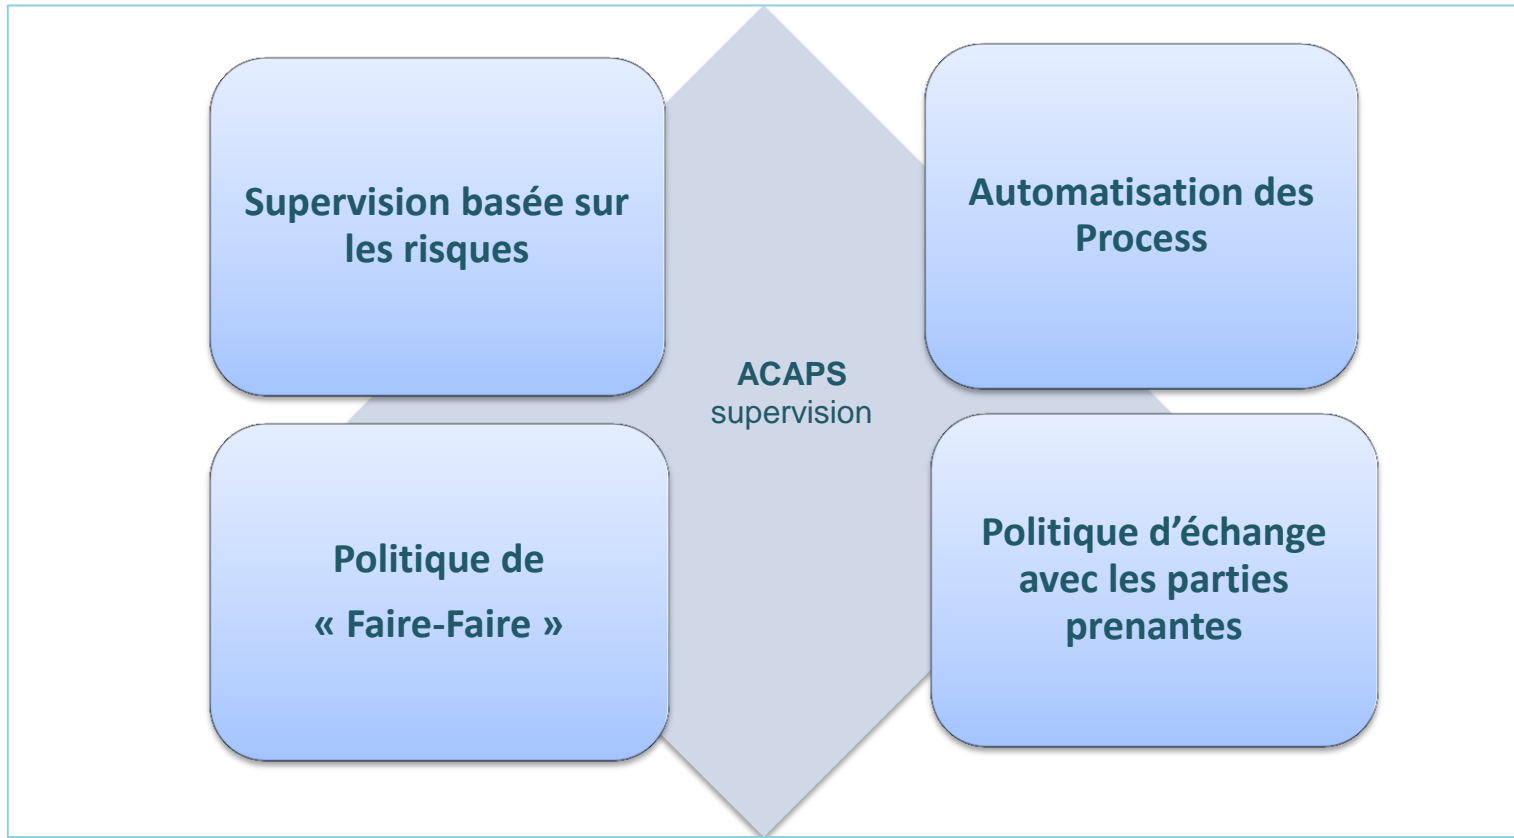 Supervision basée sur
les risques
Automatisation des
Process
ACAPS
supervision
Politique de
« Faire-Faire »
Politique d’échange
avec les parties
prenantes